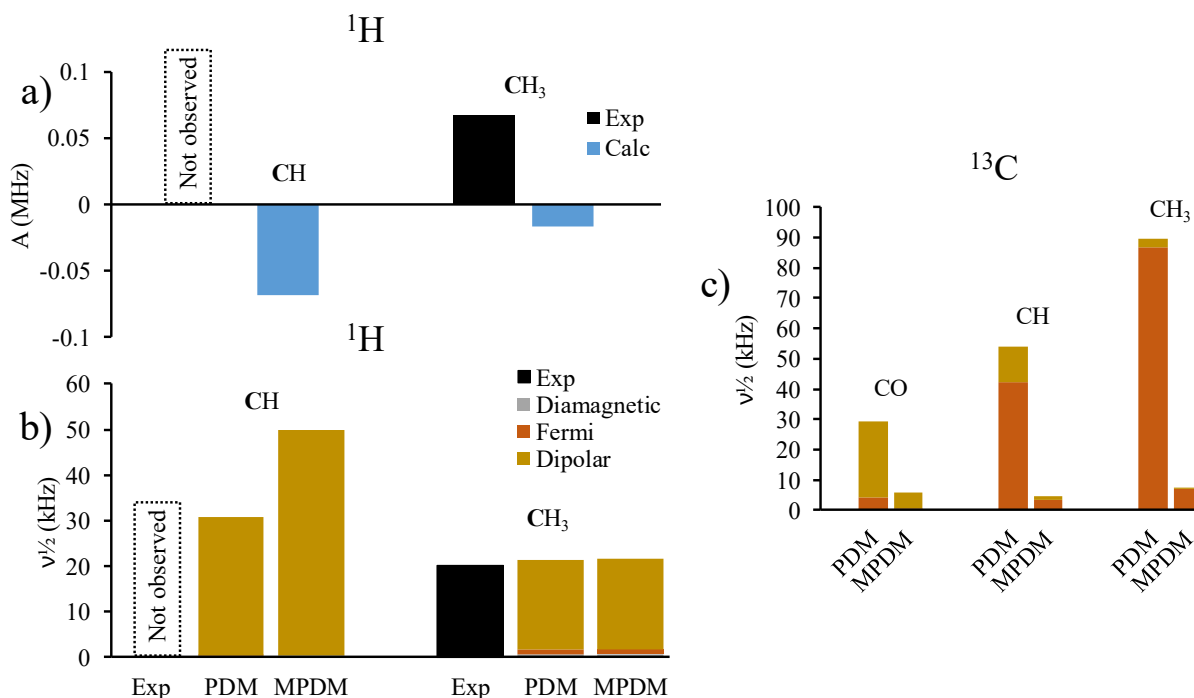 ¹H
a)
A (MHz)
0.1
0.05
0
-0.05
-0.1
Not observed
CH
CH₃
Exp
Calc
¹H
b)
ν½ (kHz)
60
50
40
30
20
10
0
Not observed
CH
CH₃
Exp
Diamagnetic
Fermi
Dipolar
Exp PDM MPDM Exp PDM MPDM
¹³C
c)
ν½ (kHz)
100
90
80
70
60
50
40
30
20
10
0
CO
CH
CH₃
PDM MPDM PDM MPDM PDM MPDM